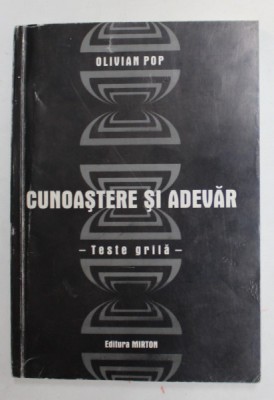 OLIVIAN POP
CUNOAŞTERE ŞI ADEVĂR
– Teste grilă –
Editura MIRTON